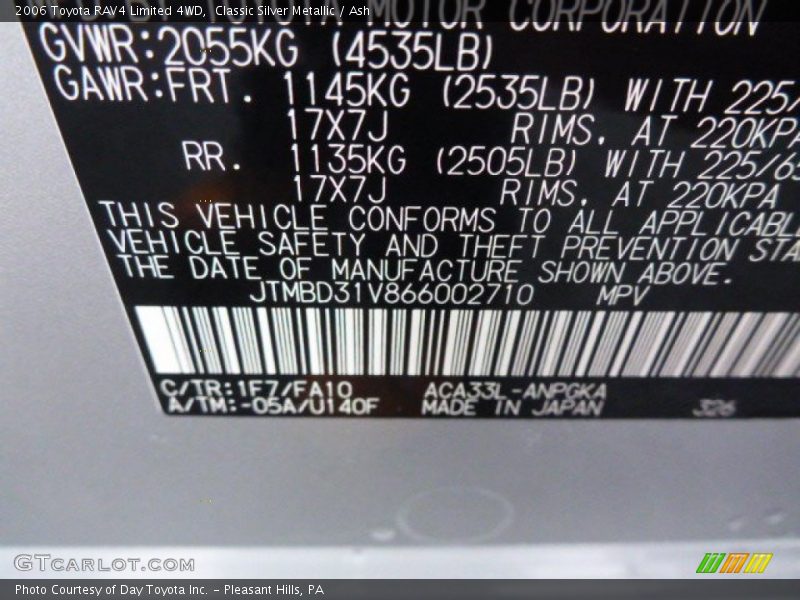 2006 Toyota RAV4 Limited 4WD, Classic Silver Metallic / Ash
MOTOR CORPORATION
GVWR:2055KG (4535LB)
GAWR:FRT. 1145KG (2535LB) WITH 225/
17X7J RIMS, AT 220KPA
RR. 1135KG (2505LB) WITH 225/65
17X7J RIMS, AT 220KPA
THIS VEHICLE CONFORMS TO ALL APPLICABLE
VEHICLE SAFETY AND THEFT PREVENTION STA
THE DATE OF MANUFACTURE SHOWN ABOVE.
JTMBD31V866002710 MPV
C/TR:1F7/FA10 ACA33L-ANPGKA
A/TM:-05A/U140F MADE IN JAPAN 326
GTCARLOT.COM
Photo Courtesy of Day Toyota Inc. - Pleasant Hills, PA